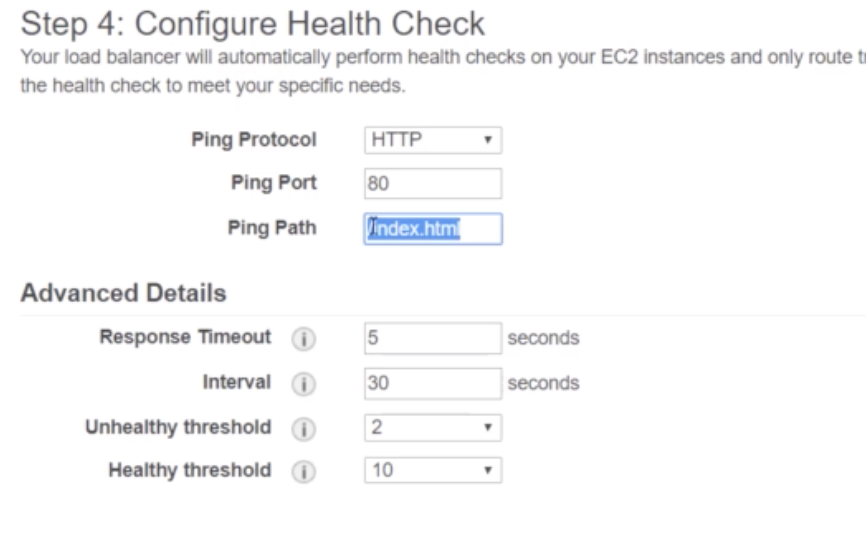 Step 4: Configure Health Check
Your load balancer will automatically perform health checks on your EC2 instances and only route
the health check to meet your specific needs.
Ping Protocol HTTP
Ping Port 80
Ping Path /index.html
Advanced Details
Response Timeout i 5 seconds
Interval i 30 seconds
Unhealthy threshold i 2
Healthy threshold i 10